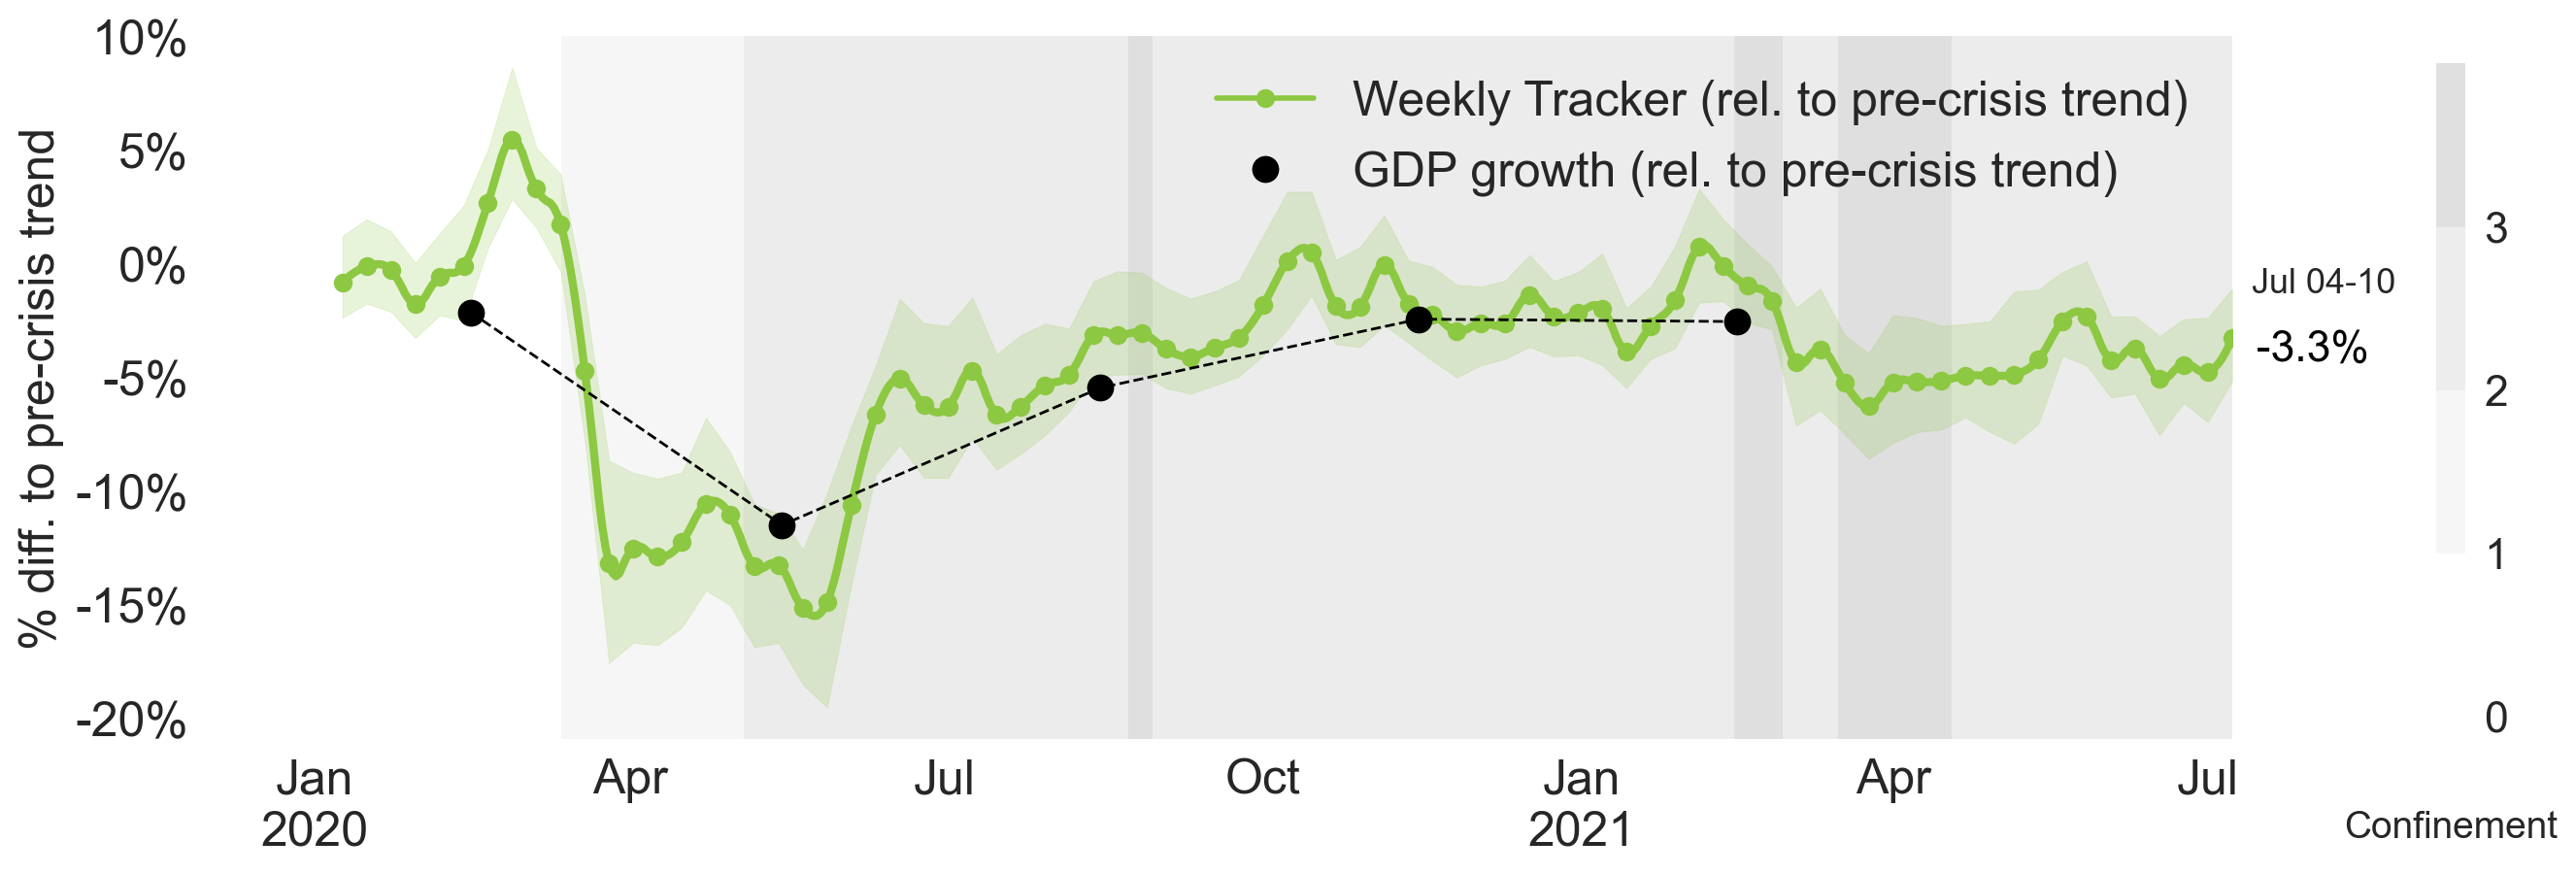 % diff. to pre-crisis trend
10%
5%
0%
-5%
-10%
-15%
-20%
Weekly Tracker (rel. to pre-crisis trend)
GDP growth (rel. to pre-crisis trend)
Jul 04-10
-3.3%
3
2
1
0
Confinement
Jan Apr Jul Oct Jan Apr Jul
2020 2021